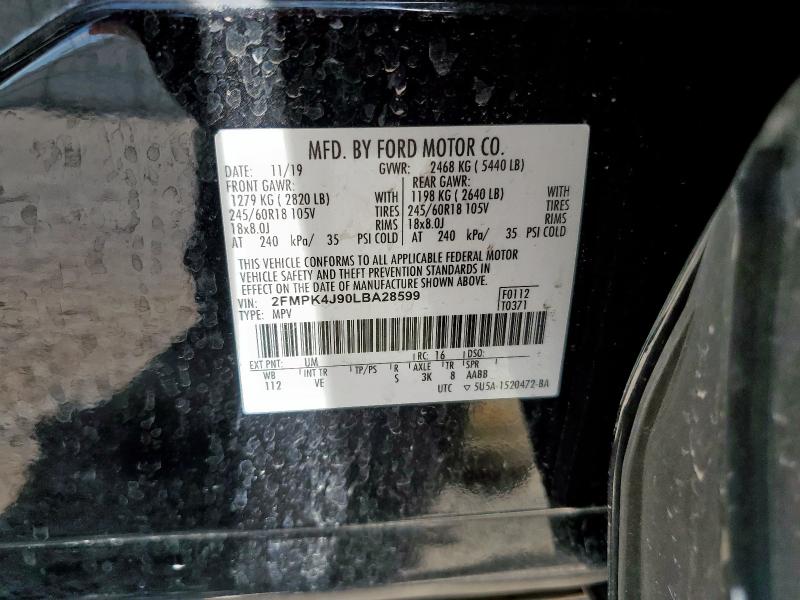 MFD. BY FORD MOTOR CO.
DATE: 11/19 GVWR: 2468 KG ( 5440 LB)
FRONT GAWR: REAR GAWR:
1279 KG ( 2820 LB) WITH 1198 KG ( 2640 LB) WITH
245/60R18 105V TIRES 245/60R18 105V TIRES
18x8.0J RIMS 18x8.0J RIMS
AT 240 kPa/ 35 PSI COLD AT 240 kPa/ 35 PSI COLD
THIS VEHICLE CONFORMS TO ALL APPLICABLE FEDERAL MOTOR
VEHICLE SAFETY AND THEFT PREVENTION STANDARDS IN
EFFECT ON THE DATE OF MANUFACTURE SHOWN ABOVE.
VIN: 2FMPK4J90LBA28599 F0112
TYPE: MPV T0371
EXT PNT: UM RC: 16 DSO:
WB INT TR TP/PS R AXLE TR SPR
112 VE S 3K 8 AABB
UTC ▽ 5U5A-1520472-BA